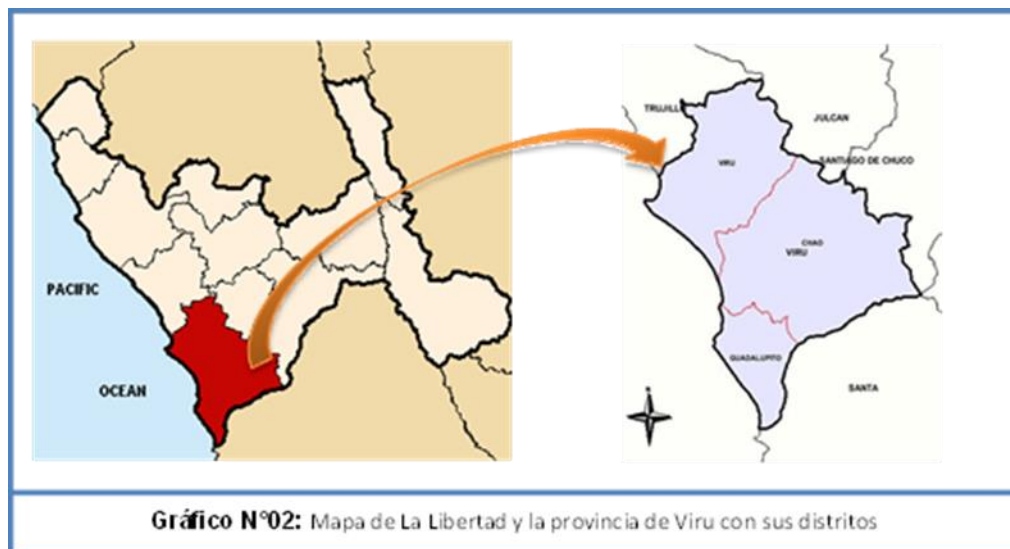 PACIFIC
OCEAN
TRUJILL
JULCAN
VIRU
SANTIAGO DE CHUCO
CHAO
VIRU
GUADALUPITO
SANTA
Gráfico N°02: Mapa de La Libertad y la provincia de Viru con sus distritos